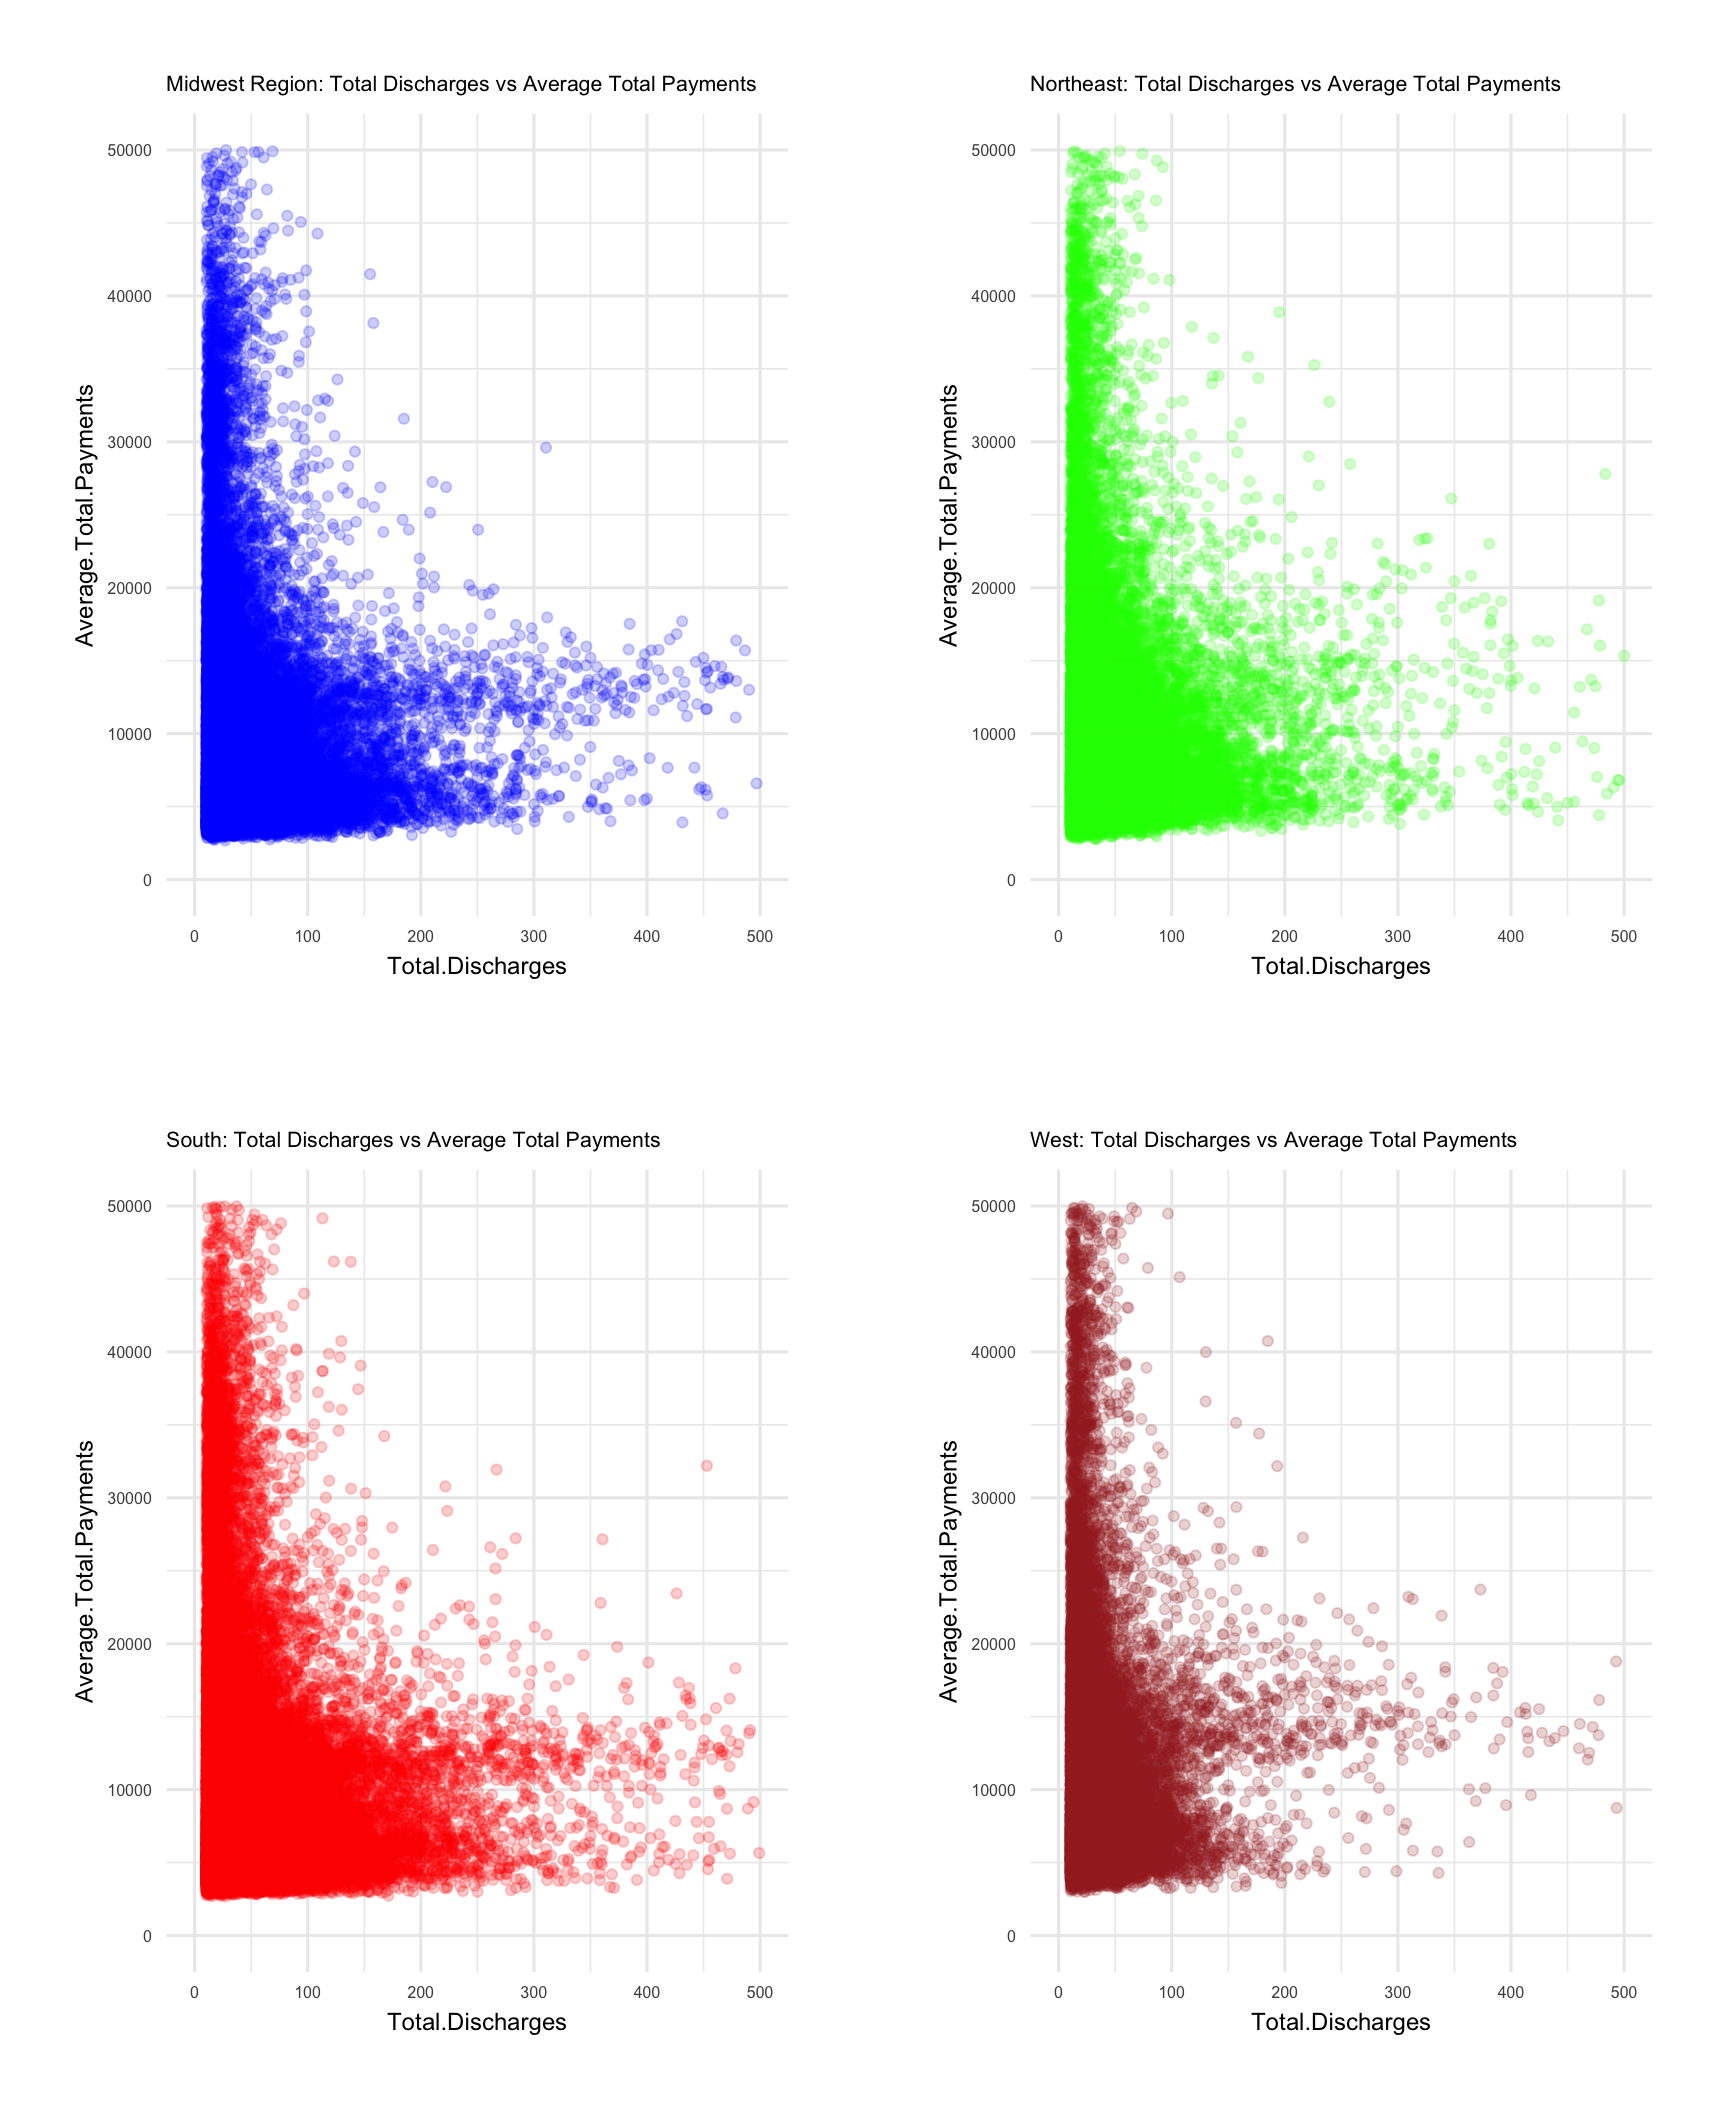 Midwest Region: Total Discharges vs Average Total Payments
50000
40000
30000
20000
10000
0
Average.Total.Payments
0 100 200 300 400 500
Total.Discharges
Northeast: Total Discharges vs Average Total Payments
50000
40000
30000
20000
10000
0
Average.Total.Payments
0 100 200 300 400 500
Total.Discharges
South: Total Discharges vs Average Total Payments
50000
40000
30000
20000
10000
0
Average.Total.Payments
0 100 200 300 400 500
Total.Discharges
West: Total Discharges vs Average Total Payments
50000
40000
30000
20000
10000
0
Average.Total.Payments
0 100 200 300 400 500
Total.Discharges